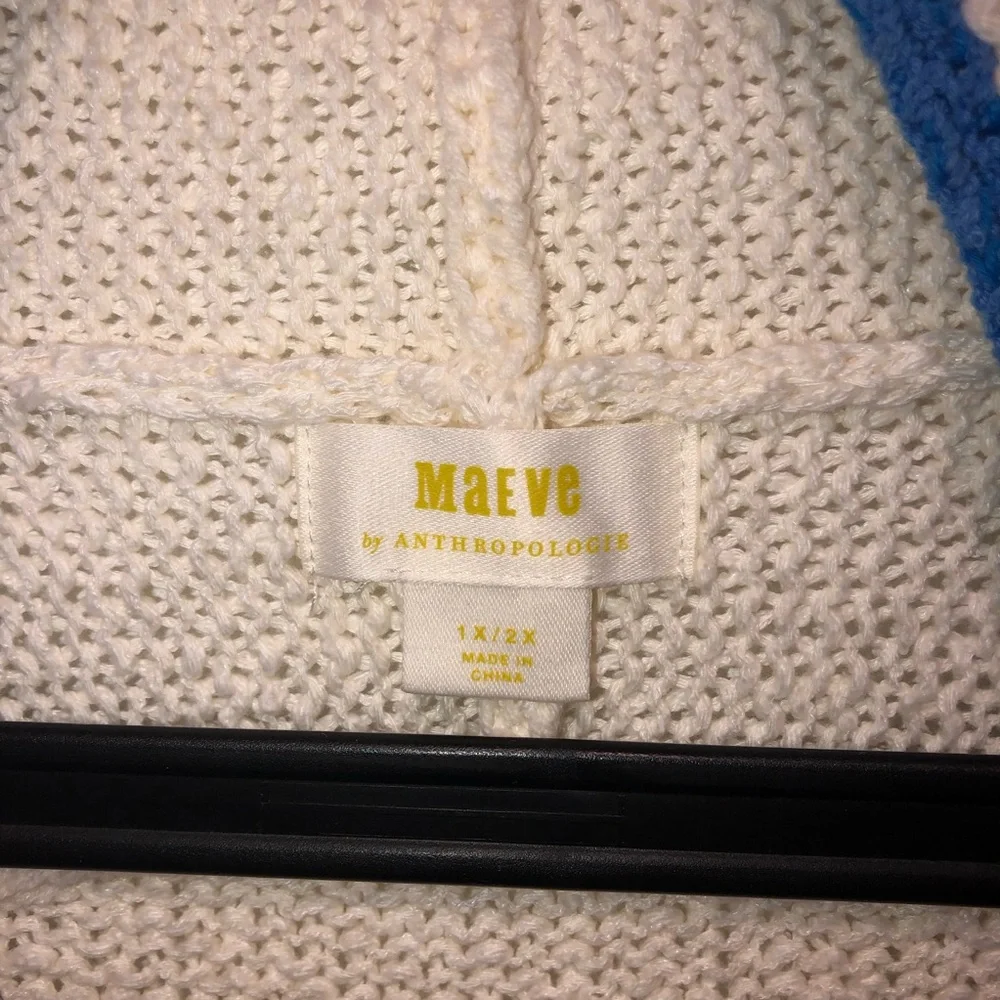 MaEVe
by ANTHROPOLOGIE
1X/2X
MADE IN
CHINA